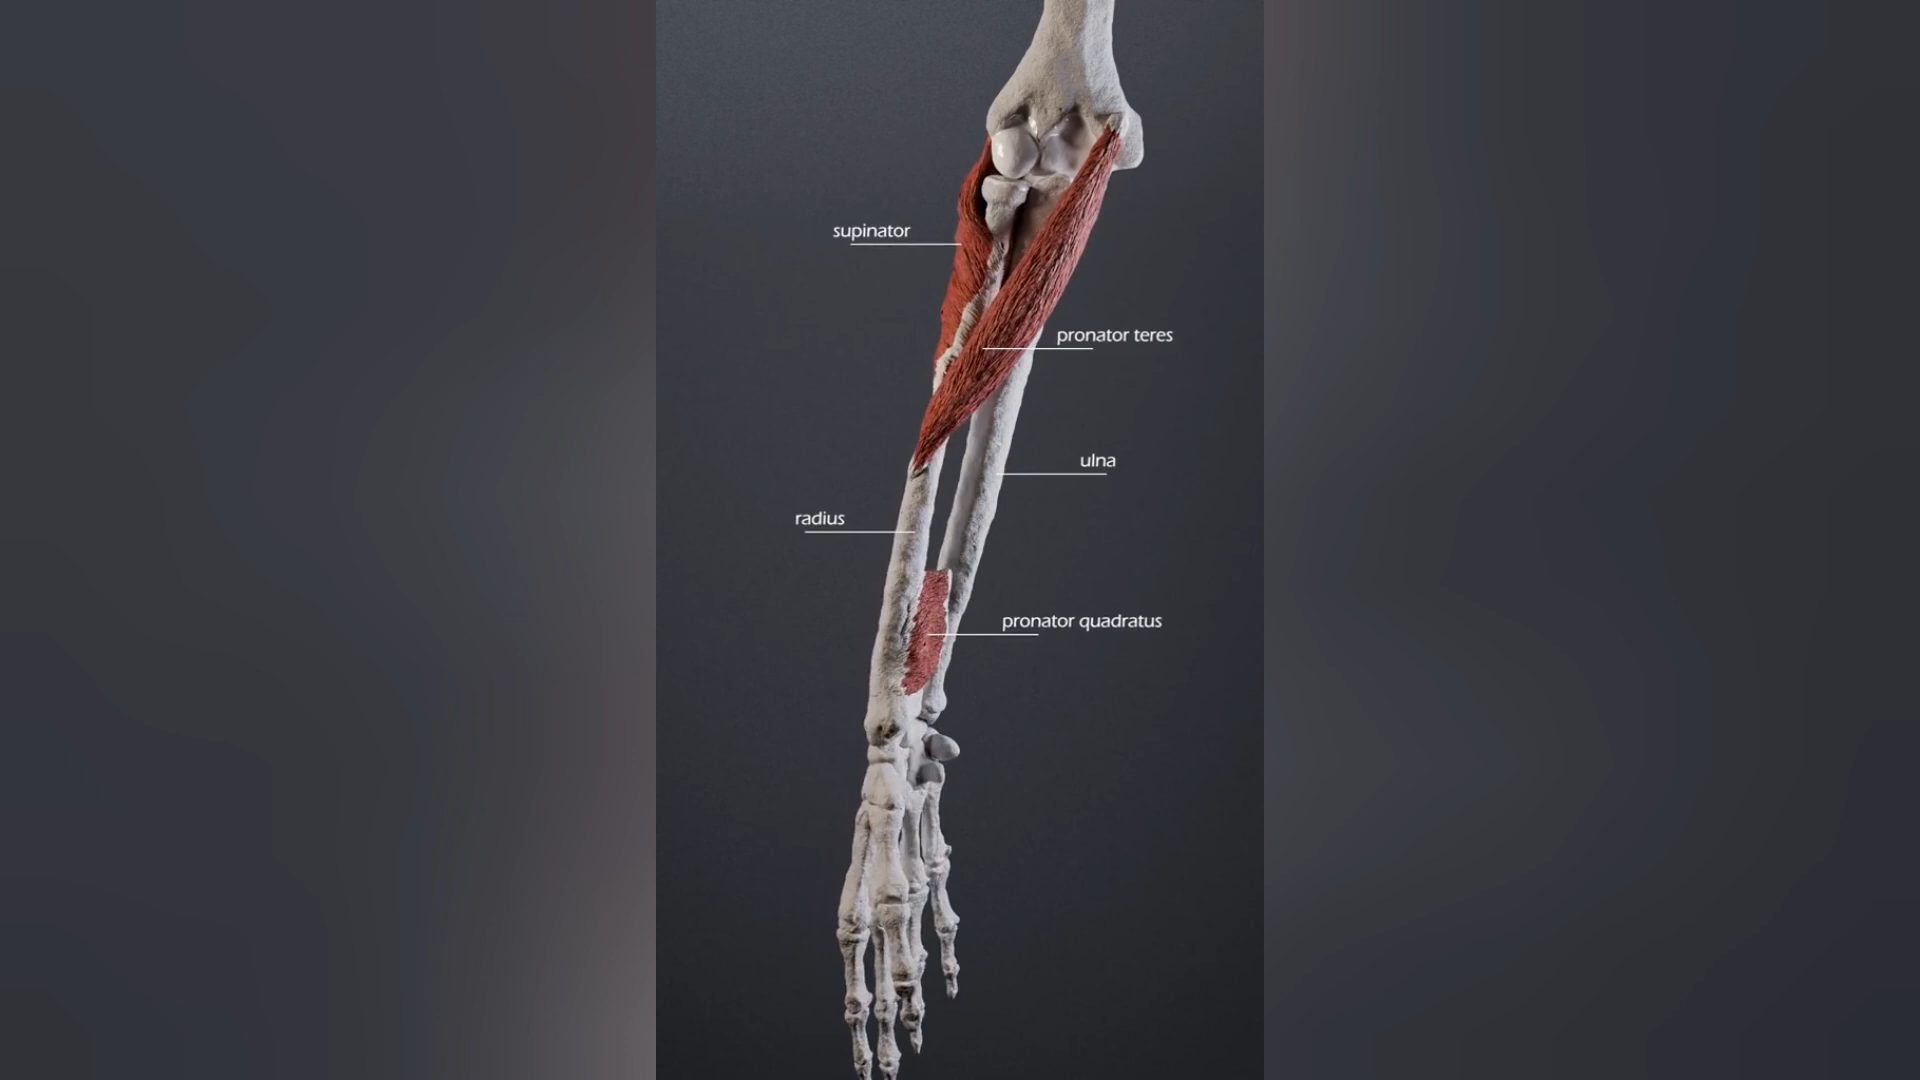 supinator
pronator teres
ulna
radius
pronator quadratus